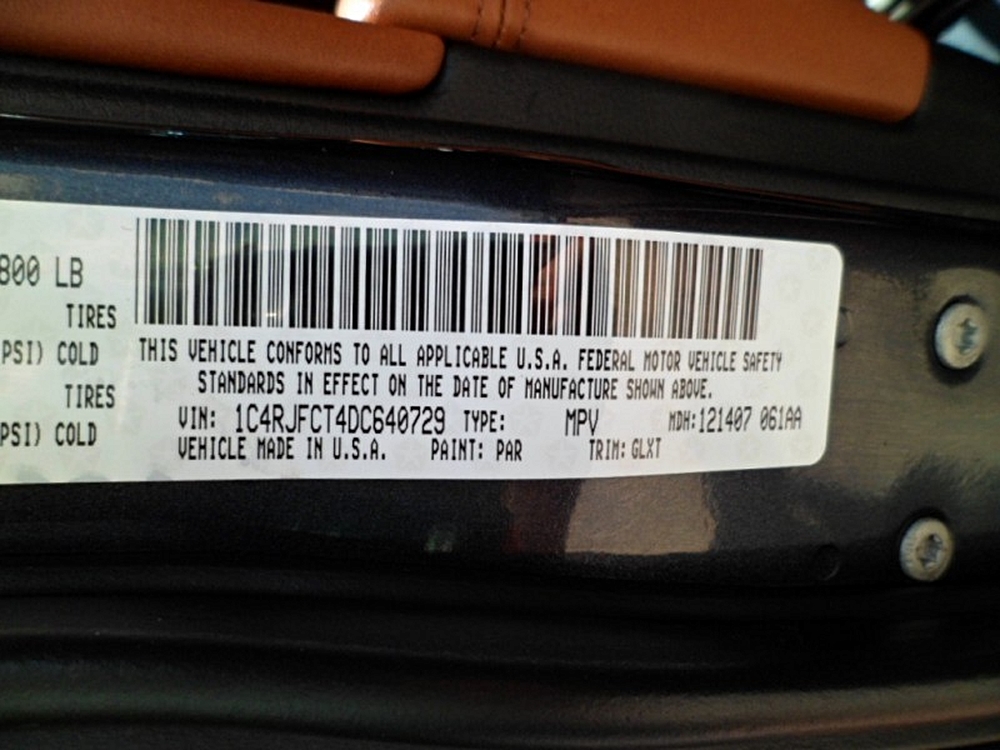 800 LB
TIRES
PSI) COLD
TIRES
PSI) COLD
THIS VEHICLE CONFORMS TO ALL APPLICABLE U.S.A. FEDERAL MOTOR VEHICLE SAFETY
STANDARDS IN EFFECT ON THE DATE OF MANUFACTURE SHOWN ABOVE.
VIN: 1C4RJFCT4DC640729 TYPE: MPV MDH:121407 061AA
VEHICLE MADE IN U.S.A. PAINT: PAR TRIM: GLXT